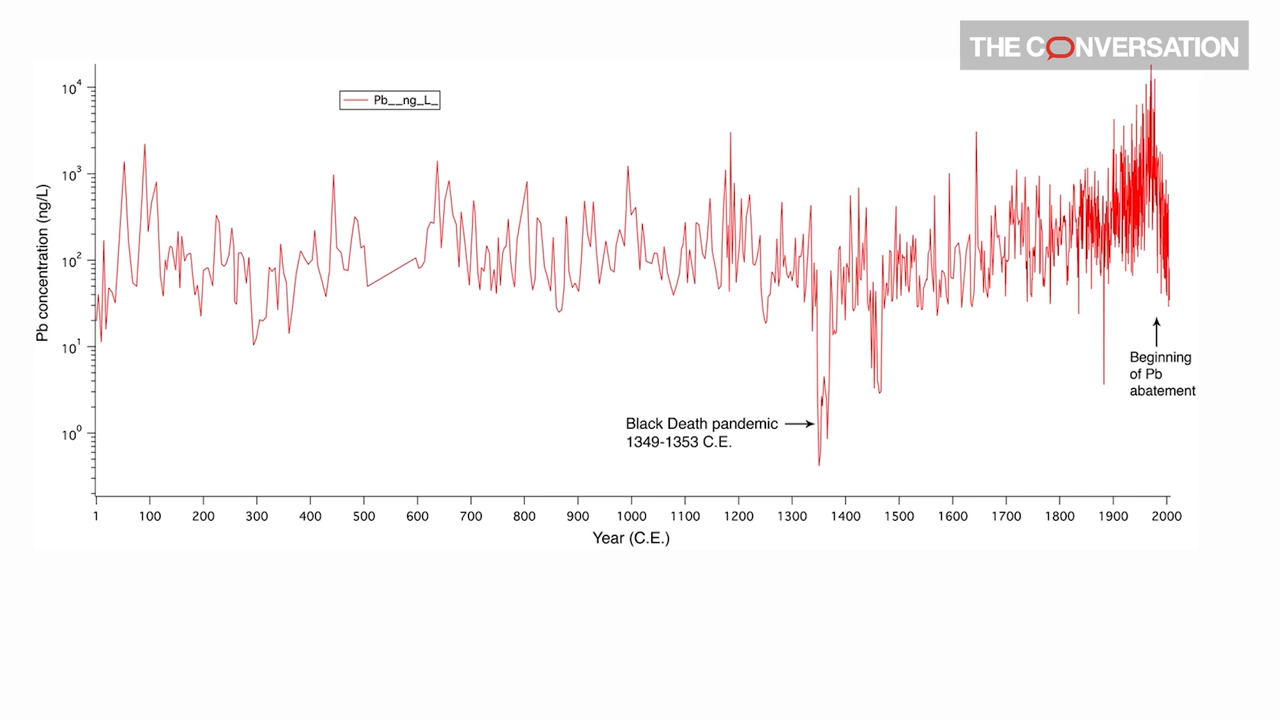 THE CONVERSATION
10⁴
Pb__ng_L_
10³
10²
10¹
10⁰
Pb concentration (ng/L)
Beginning
of Pb
abatement
Black Death pandemic
1349-1353 C.E.
1 100 200 300 400 500 600 700 800 900 1000 1100 1200 1300 1400 1500 1600 1700 1800 1900 2000
Year (C.E.)